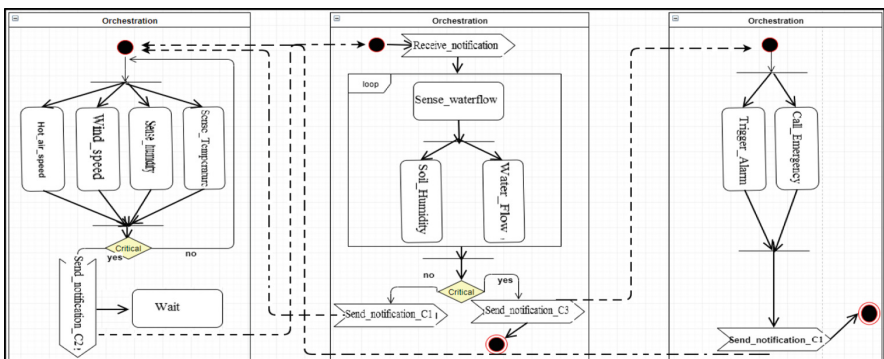 Orchestration
Hot_air_speed
Wind_speed
Sense_humdity
Sense_Temperature
Critical
yes
no
Send_notification_C2
Wait
Orchestration
Receive_notification
loop
Sense_waterflow
Soil_Humidity
Water_Flow
no
Critical
yes
Send_notification_C1
Send_notification_C3
Orchestration
Trigger_Alarm
Call_Emergency
Send_notification_C1